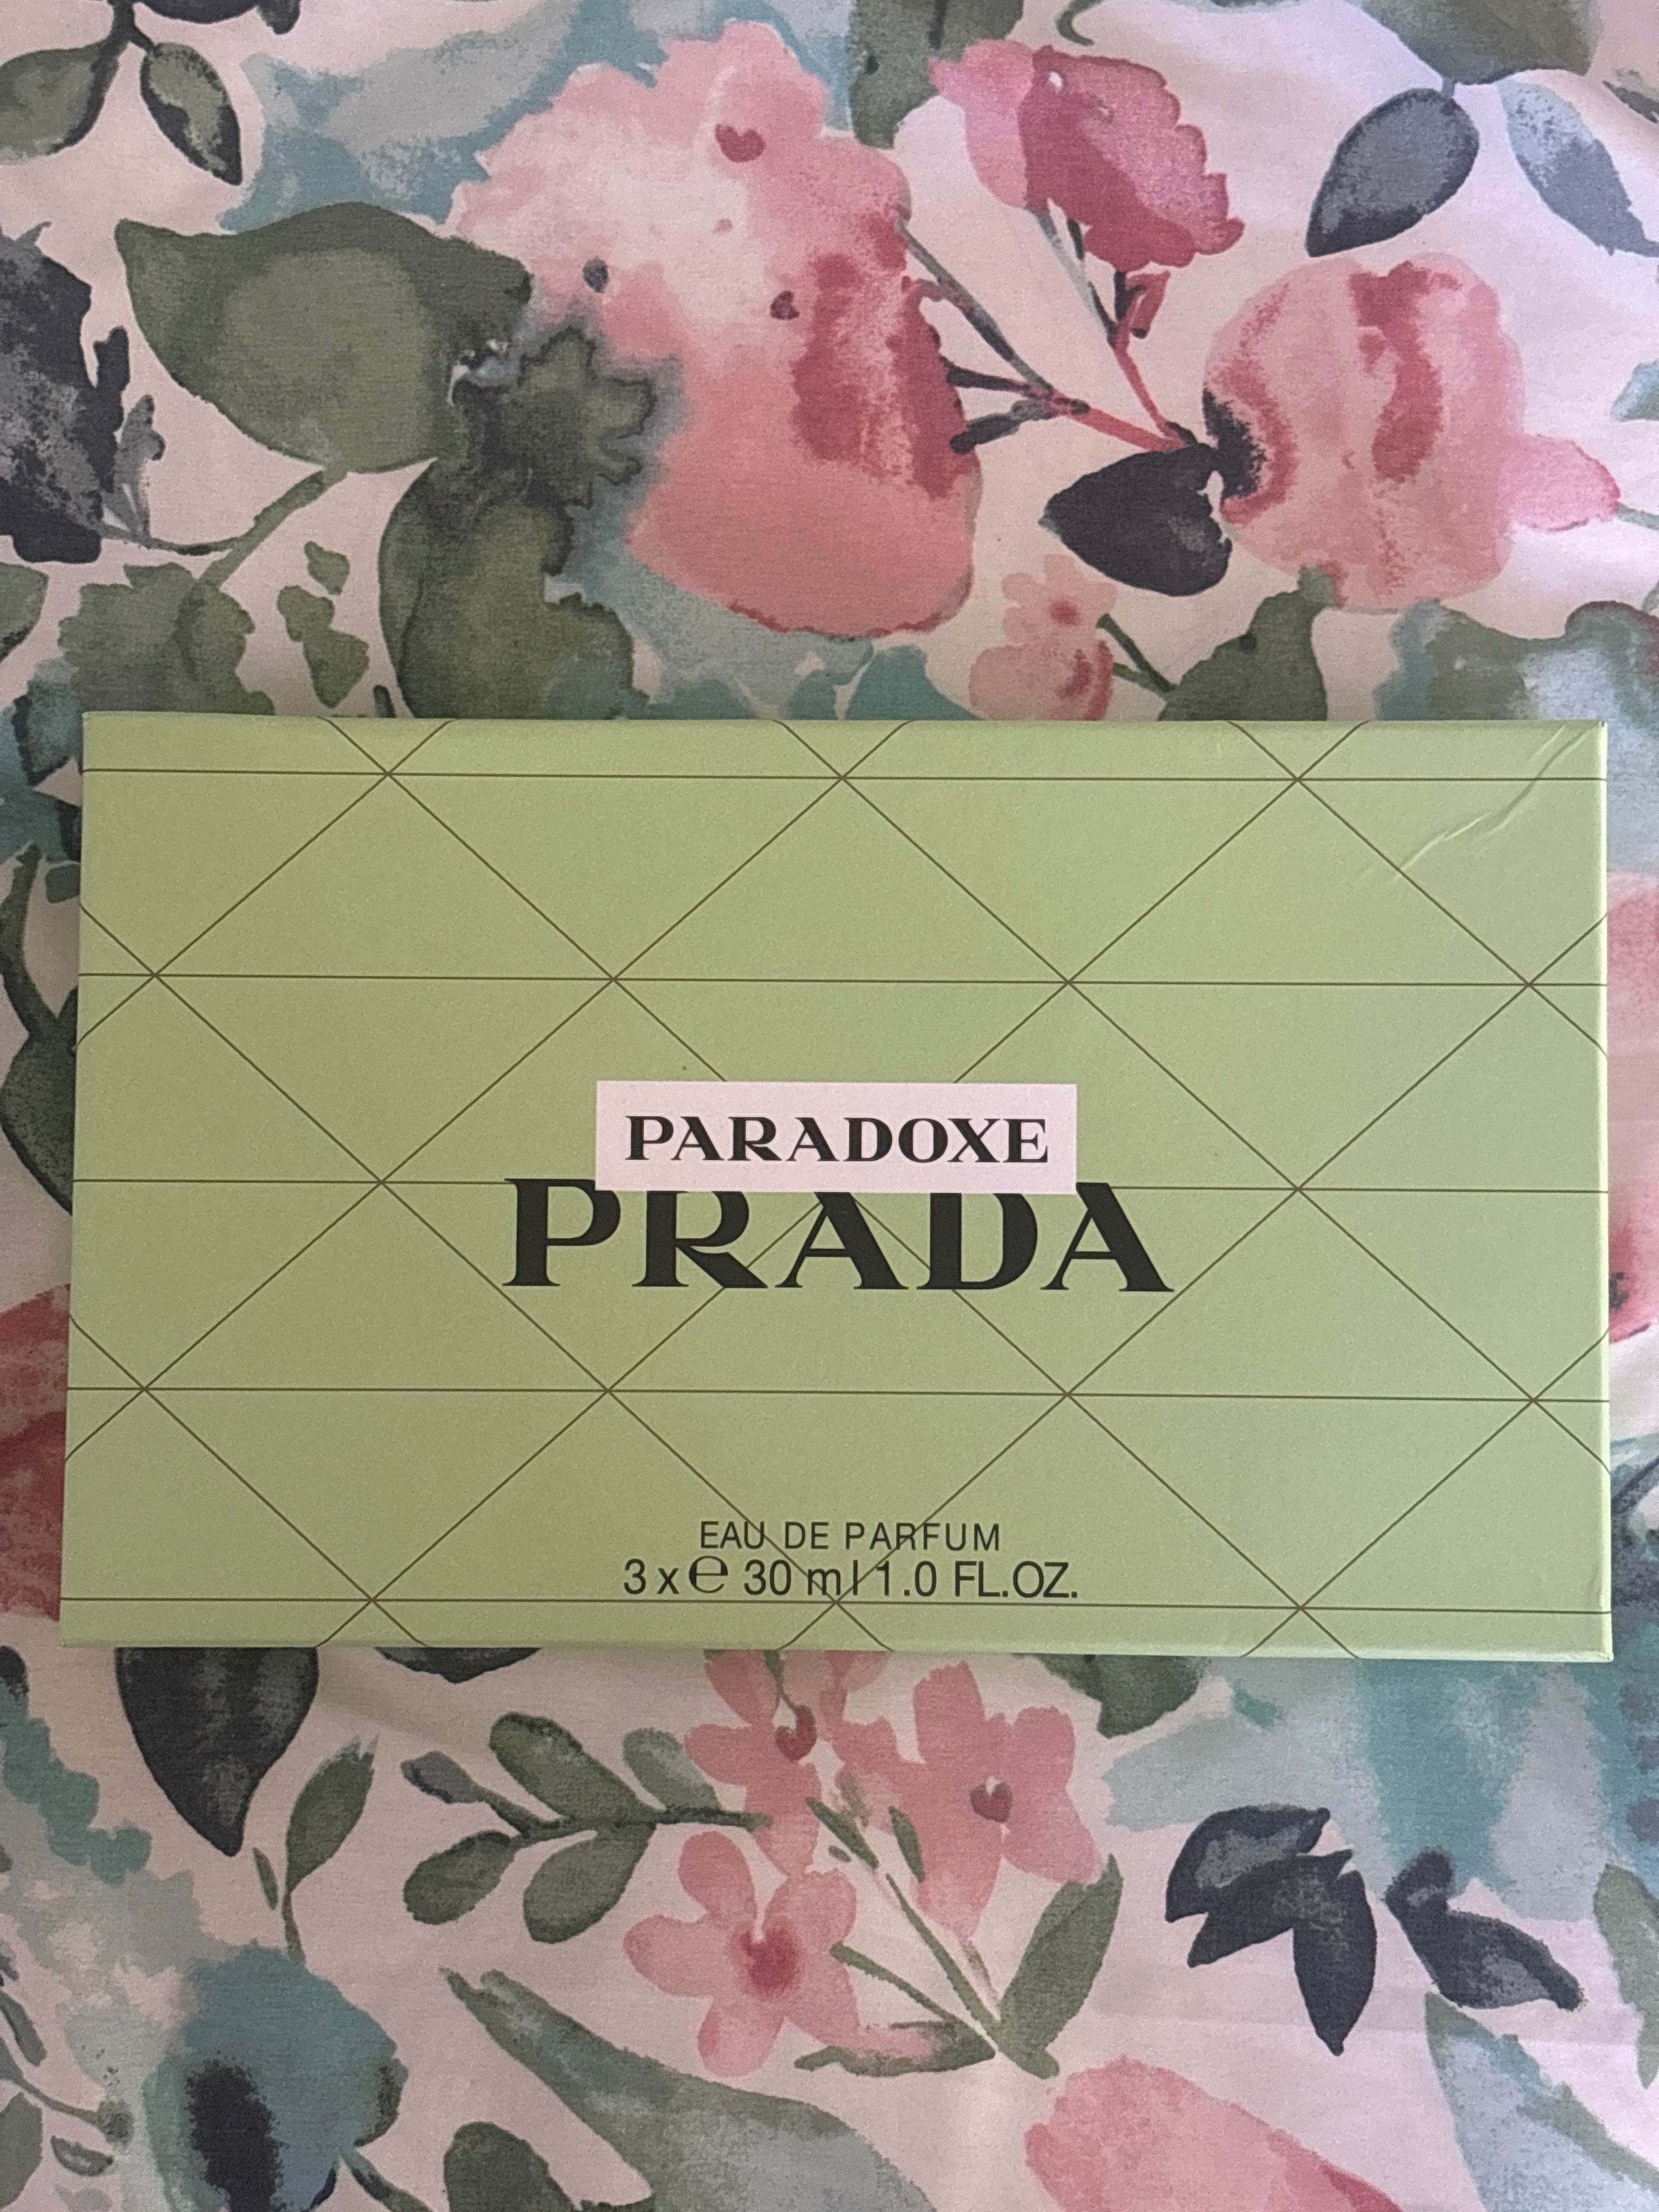 PARADOXE
PRADA
EAU DE PARFUM
3 x ℮ 30 ml 1.0 FL.OZ.